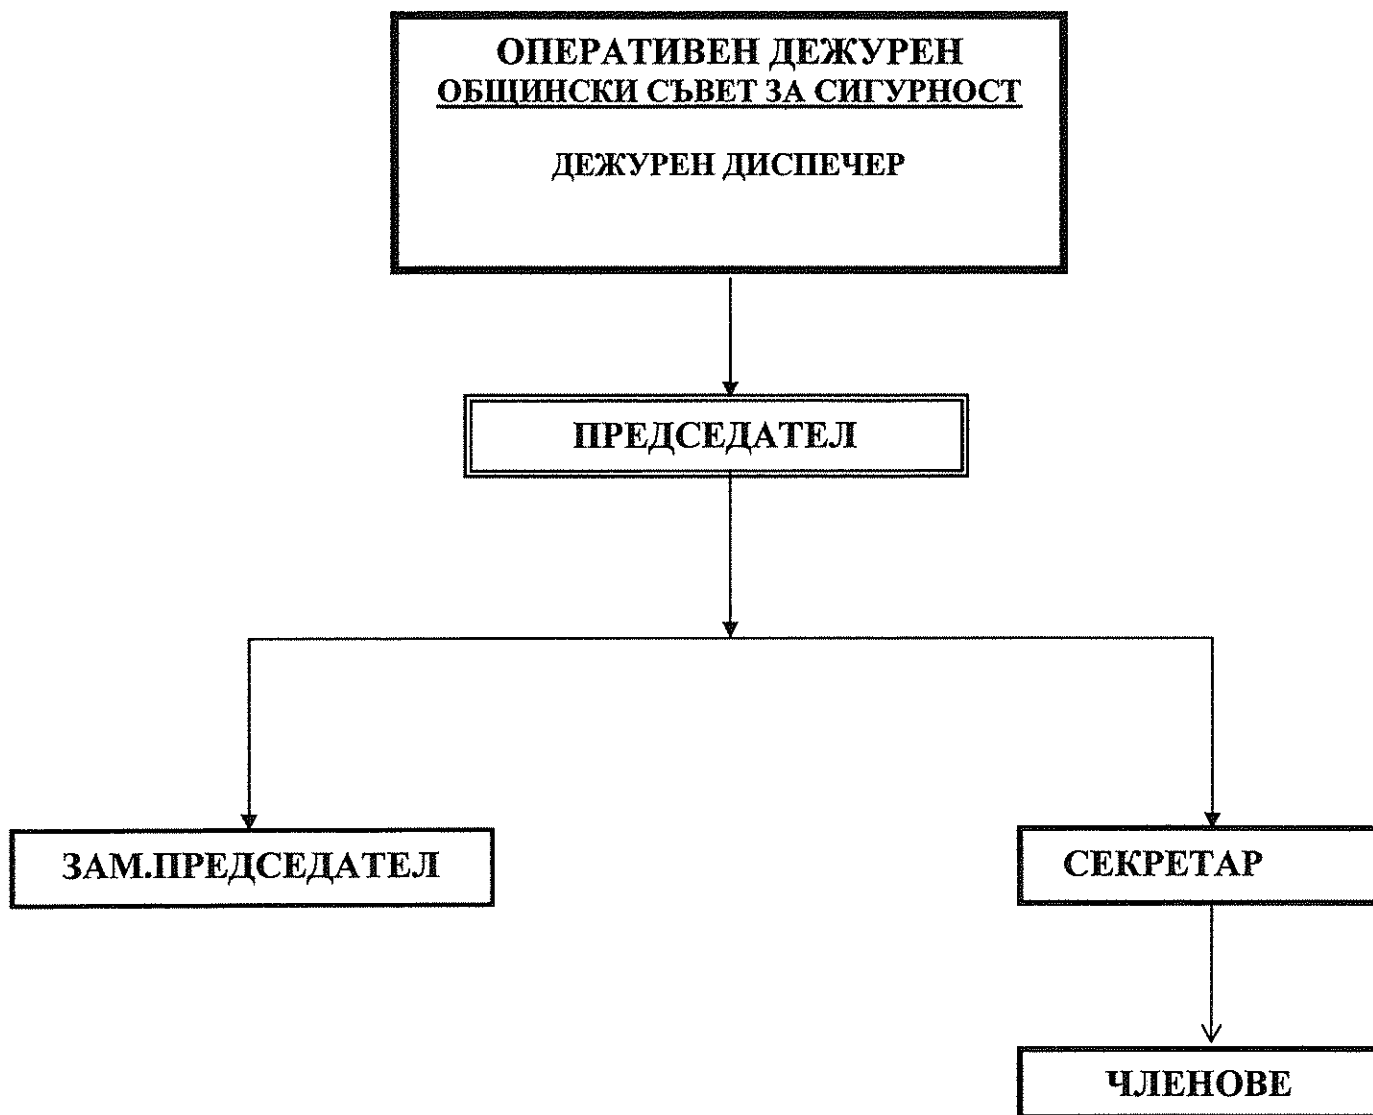 ОПЕРАТИВЕН ДЕЖУРЕН
ОБЩИНСКИ СЪВЕТ ЗА СИГУРНОСТ
ДЕЖУРЕН ДИСПЕЧЕР
ПРЕДСЕДАТЕЛ
ЗАМ.ПРЕДСЕДАТЕЛ
СЕКРЕТАР
ЧЛЕНОВЕ